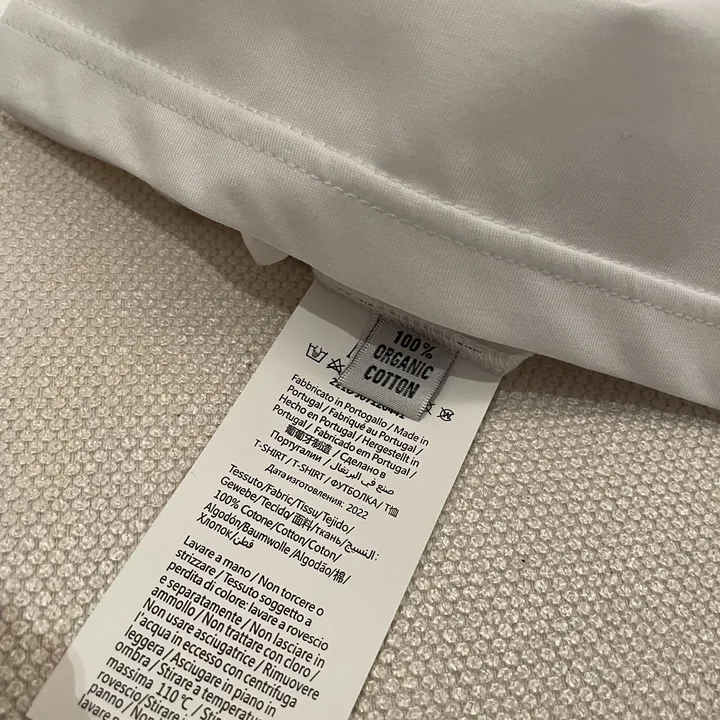 100%
ORGANIC
COTTON
Fabbricato in Portogallo / Made in
Portugal / Fabriqué au Portugal /
Hecho en Portugal / Hergestellt in
Portugal / Fabricado em Portugal /
葡萄牙制造 / Сделано в
Португалии / صنع في البرتغال
T-SHIRT / T-SHIRT / ФУТБОЛКА / T恤
Дата изготовления: 2022
Tessuto/Fabric/Tissu/Tejido/
Gewebe/Tecido/面料/ткань/النسيج:
100% Cotone/Cotton/Coton/
Algodón/Baumwolle /Algodão/棉/
Хлопок/قطن
Lavare a mano / Non torcere o
strizzare / Tessuto soggetto a
perdita di colore: lavare a rovescio
e separatamente / Non lasciare in
ammollo / Non trattare con cloro /
Non usare asciugatrice / Rimuovere
l'acqua in eccesso con centrifuga
leggera / Asciugare in piano in
ombra / Stirare a temperatura
massima 110 °C / Stirare a
rovescio / Stirare
panno / Non
lavare